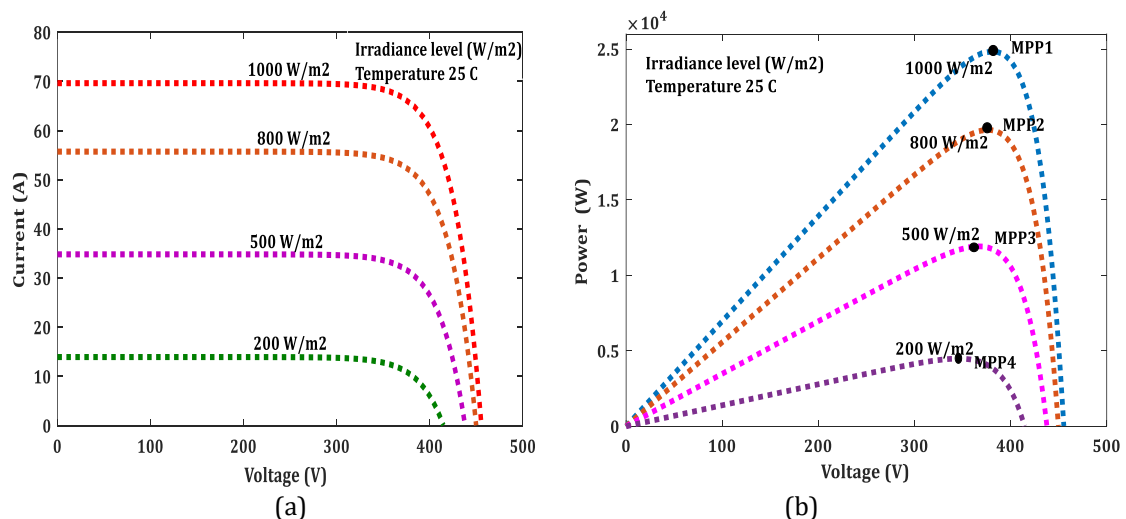 80
70
60
50
40
30
20
10
0
0
100
200
300
400
500
Current (A)
Voltage (V)
Irradiance level (W/m2)
Temperature 25 C
1000 W/m2
800 W/m2
500 W/m2
200 W/m2
(a)
×10⁴
2.5
2
1.5
1
0.5
0
0
100
200
300
400
500
Power (W)
Voltage (V)
Irradiance level (W/m2)
Temperature 25 C
MPP1
1000 W/m2
MPP2
800 W/m2
500 W/m2
MPP3
200 W/m2
MPP4
(b)